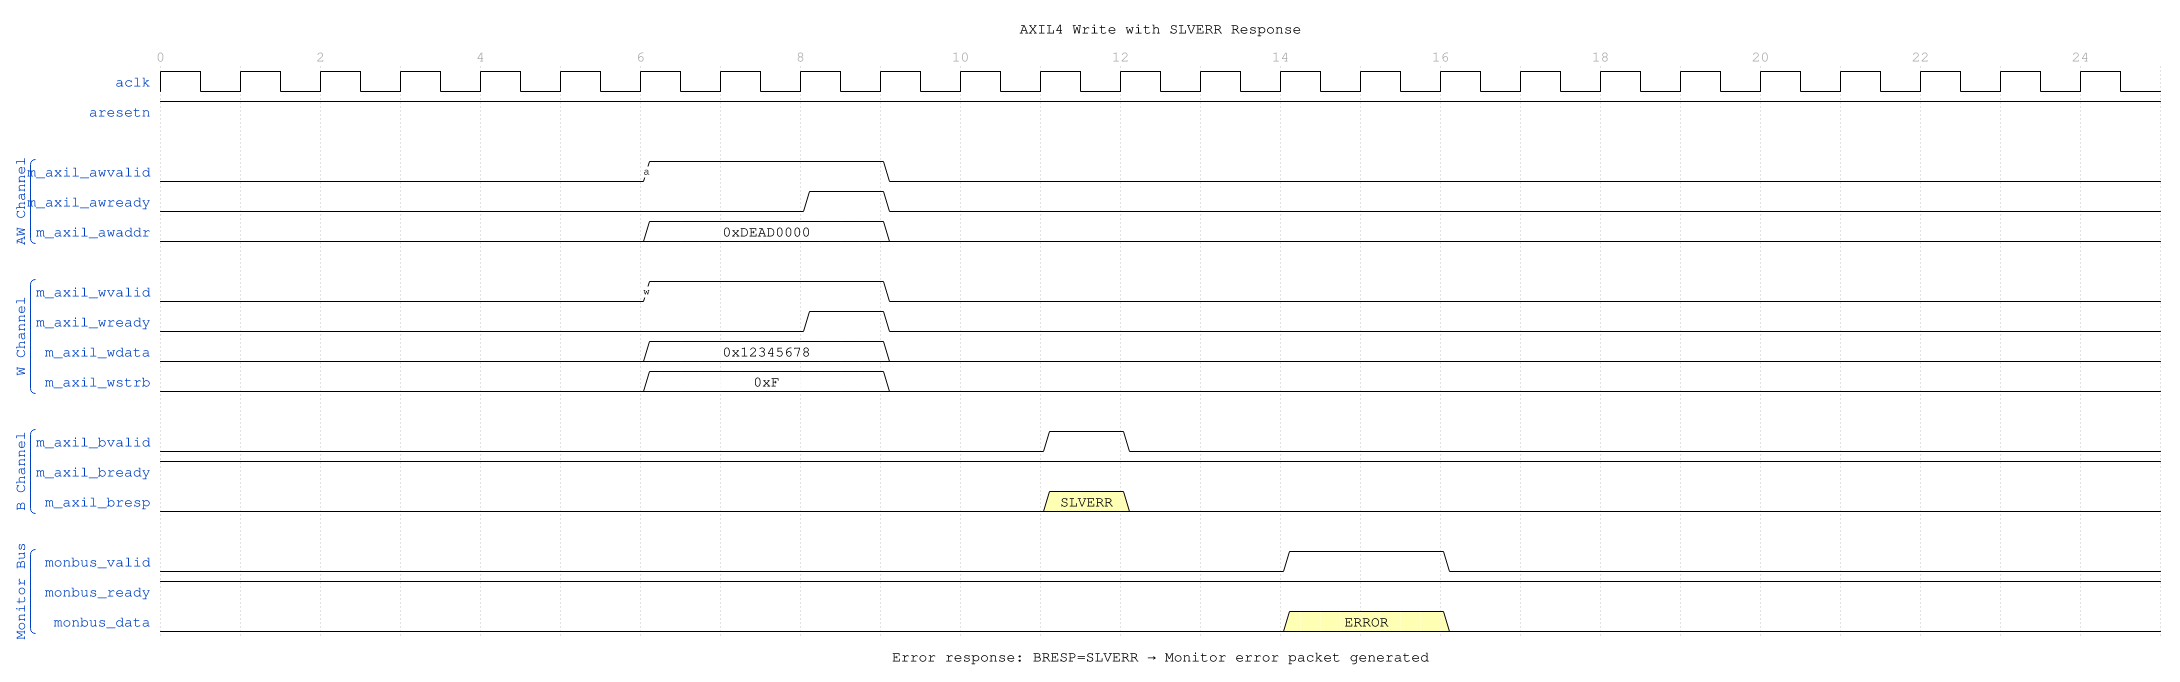 AXIL4 Write with SLVERR Response
0 2 4 6 8 10 12 14 16 18 20 22 24
aclk
aresetn
AW Channel
m_axil_awvalid a
m_axil_awready
m_axil_awaddr 0xDEAD0000
W Channel
m_axil_wvalid w
m_axil_wready
m_axil_wdata 0x12345678
m_axil_wstrb 0xF
B Channel
m_axil_bvalid
m_axil_bready
m_axil_bresp SLVERR
Monitor Bus
monbus_valid
monbus_ready
monbus_data ERROR
Error response: BRESP=SLVERR → Monitor error packet generated